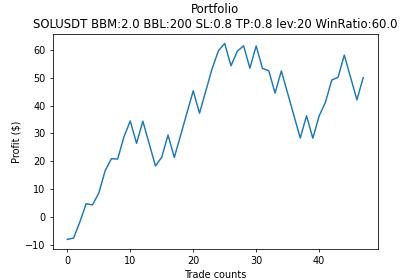 Portfolio
SOLUSDT BBM:2.0 BBL:200 SL:0.8 TP:0.8 lev:20 WinRatio:60.0
Profit ($)
60
50
40
30
20
10
0
−10
0 10 20 30 40
Trade counts